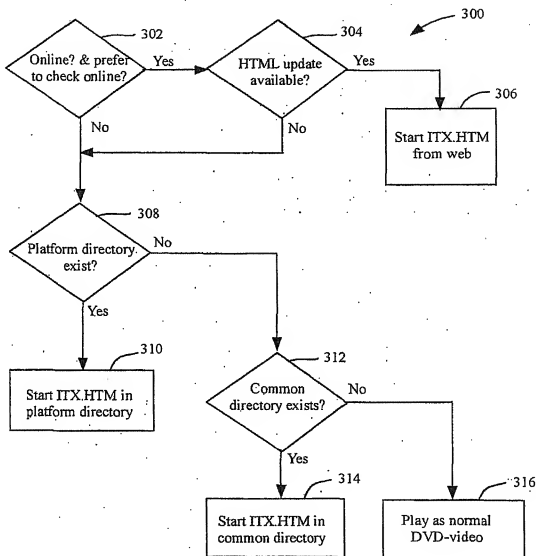 302
304
300
Online? & prefer
to check online?
Yes
HTML update
available?
Yes
306
No
No
Start ITX.HTM
from web
308
Platform directory
exist?
No
Yes
310
312
Start ITX.HTM in
platform directory
Common
directory exists?
No
Yes
314
316
Start ITX.HTM in
common directory
Play as normal
DVD-video